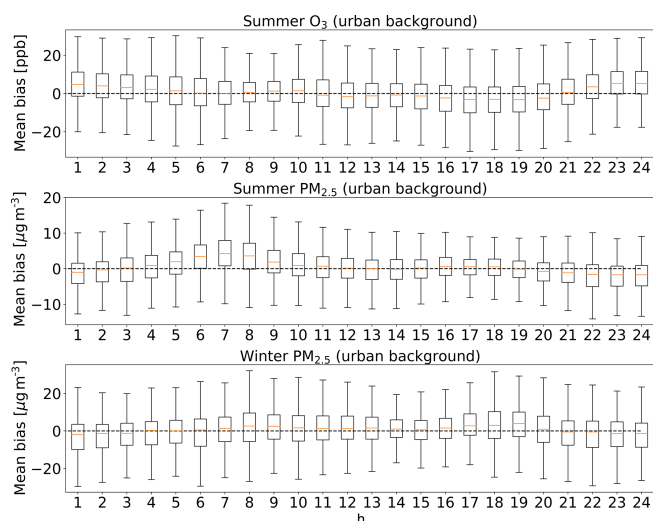 Summer O3 (urban background)
Mean bias [ppb]
20
0
−20
1 2 3 4 5 6 7 8 9 10 11 12 13 14 15 16 17 18 19 20 21 22 23 24
Summer PM2.5 (urban background)
Mean bias [μg m−3]
20
10
0
−10
1 2 3 4 5 6 7 8 9 10 11 12 13 14 15 16 17 18 19 20 21 22 23 24
Winter PM2.5 (urban background)
Mean bias [μg m−3]
20
0
−20
1 2 3 4 5 6 7 8 9 10 11 12 13 14 15 16 17 18 19 20 21 22 23 24
h